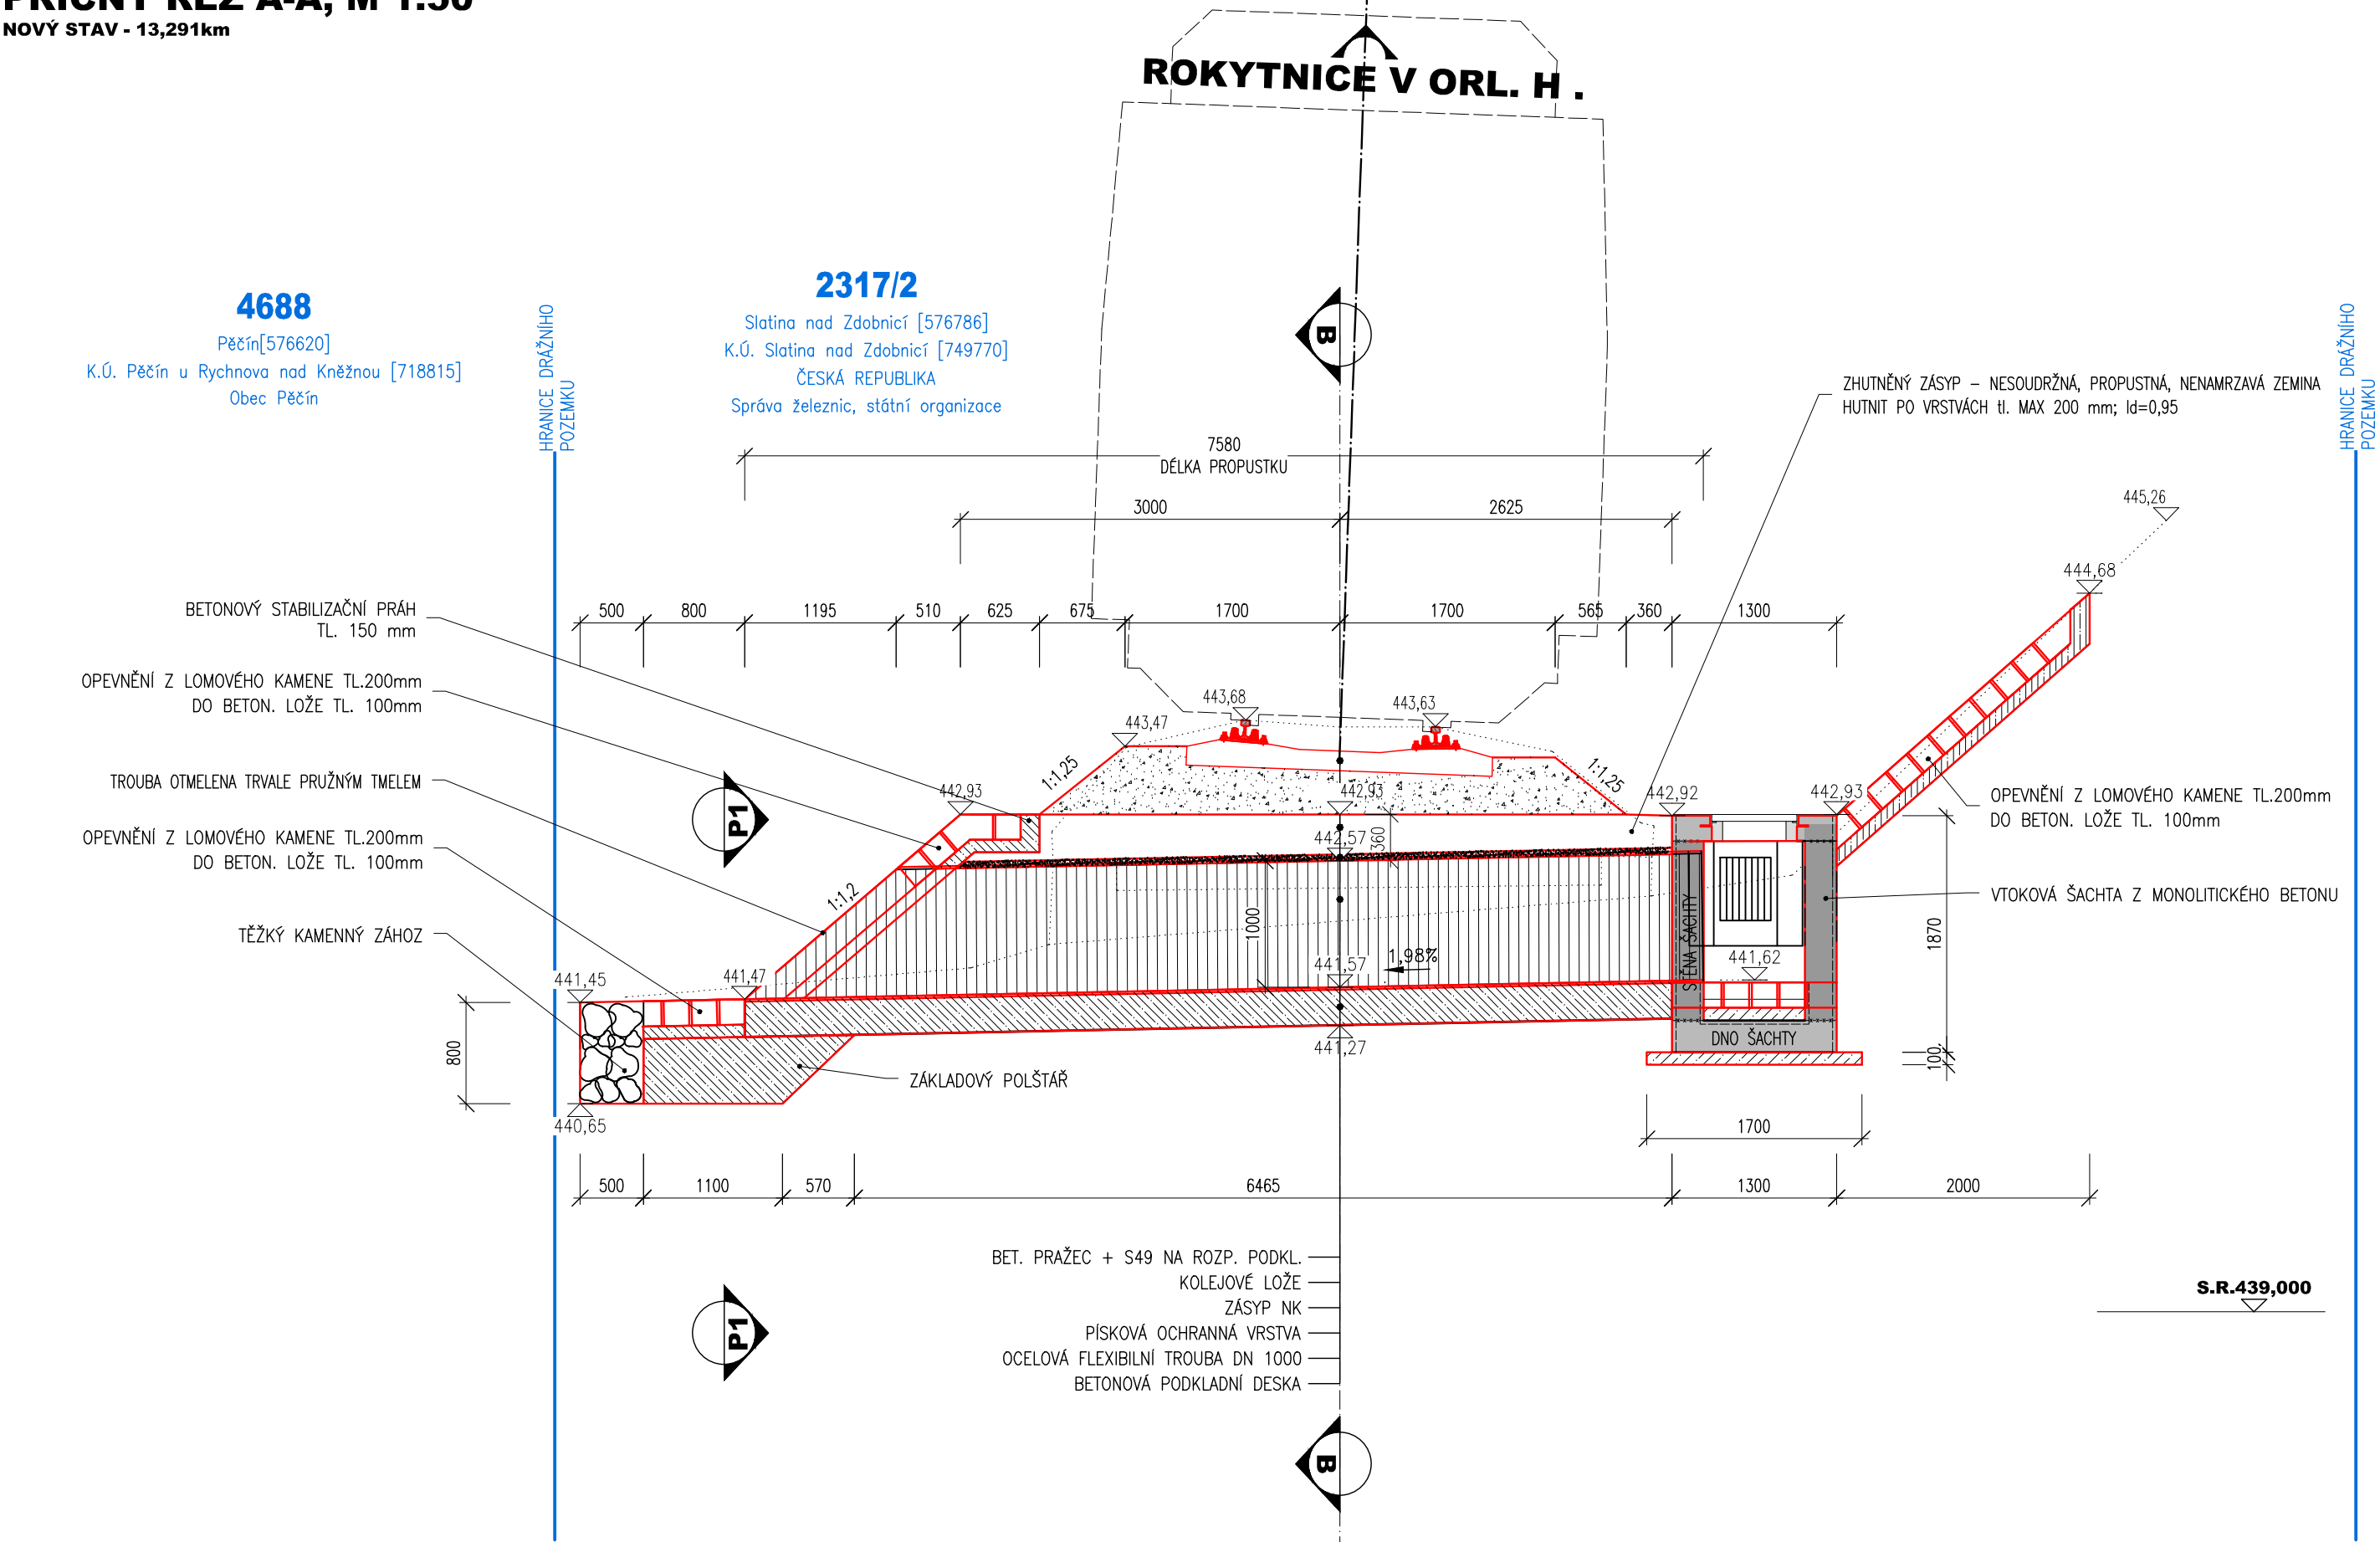 PŘÍČNÝ ŘEZ A-A, M 1:50
NOVÝ STAV - 13,291km
ROKYTNICE V ORL. H .
4688
Pěčín[576620]
K.Ú. Pěčín u Rychnova nad Kněžnou [718815]
Obec Pěčín
HRANICE DRÁŽNÍHO
POZEMKU
2317/2
Slatina nad Zdobnicí [576786]
K.Ú. Slatina nad Zdobnicí [749770]
ČESKÁ REPUBLIKA
Správa železnic, státní organizace
B
HRANICE DRÁŽNÍHO
POZEMKU
ZHUTNĚNÝ ZÁSYP – NESOUDRŽNÁ, PROPUSTNÁ, NENAMRZAVÁ ZEMINA
HUTNIT PO VRSTVÁCH tl. MAX 200 mm; Id=0,95
7580
DÉLKA PROPUSTKU
3000
2625
445,26
444,68
500
800
1195
510
625
675
1700
1700
565
360
1300
BETONOVÝ STABILIZAČNÍ PRÁH
TL. 150 mm
OPEVNĚNÍ Z LOMOVÉHO KAMENE TL.200mm
DO BETON. LOŽE TL. 100mm
TROUBA OTMELENA TRVALE PRUŽNÝM TMELEM
OPEVNĚNÍ Z LOMOVÉHO KAMENE TL.200mm
DO BETON. LOŽE TL. 100mm
TĚŽKÝ KAMENNÝ ZÁHOZ
443,68
443,63
443,47
1:1,25
1:1,25
442,93
442,93
442,92
442,93
P1
442,57
360
1:1,2
1000
1,98%
441,57
441,45
441,47
441,62
STĚNA ŠACHTY
DNO ŠACHTY
OPEVNĚNÍ Z LOMOVÉHO KAMENE TL.200mm
DO BETON. LOŽE TL. 100mm
VTOKOVÁ ŠACHTA Z MONOLITICKÉHO BETONU
1870
100
800
441,27
ZÁKLADOVÝ POLŠTÁŘ
440,65
1700
500
1100
570
6465
1300
2000
BET. PRAŽEC + S49 NA ROZP. PODKL.
KOLEJOVÉ LOŽE
ZÁSYP NK
PÍSKOVÁ OCHRANNÁ VRSTVA
OCELOVÁ FLEXIBILNÍ TROUBA DN 1000
BETONOVÁ PODKLADNÍ DESKA
S.R.439,000
P1
B